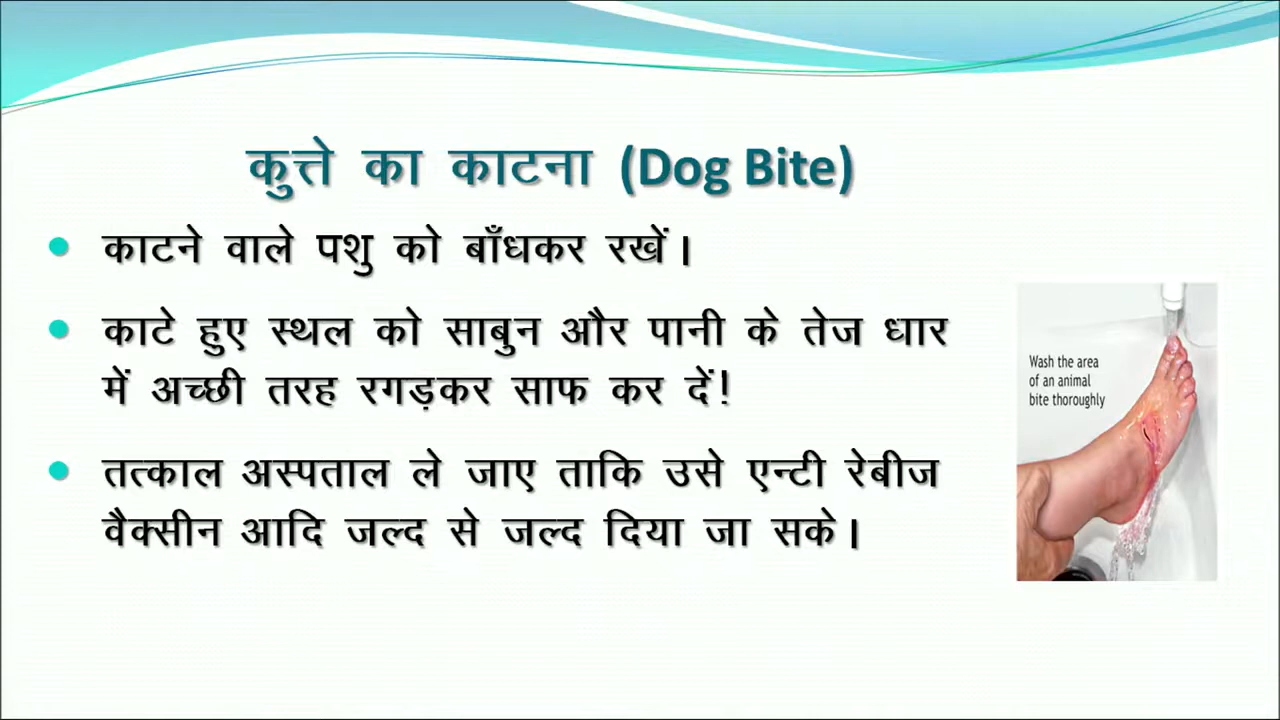 कुत्ते का काटना (Dog Bite)
काटने वाले पशु को बाँधकर रखें।
काटे हुए स्थल को साबुन और पानी के तेज धार
में अच्छी तरह रगड़कर साफ कर दें!
तत्काल अस्पताल ले जाए ताकि उसे एन्टी रेबीज
वैक्सीन आदि जल्द से जल्द दिया जा सके।
Wash the area
of an animal
bite thoroughly